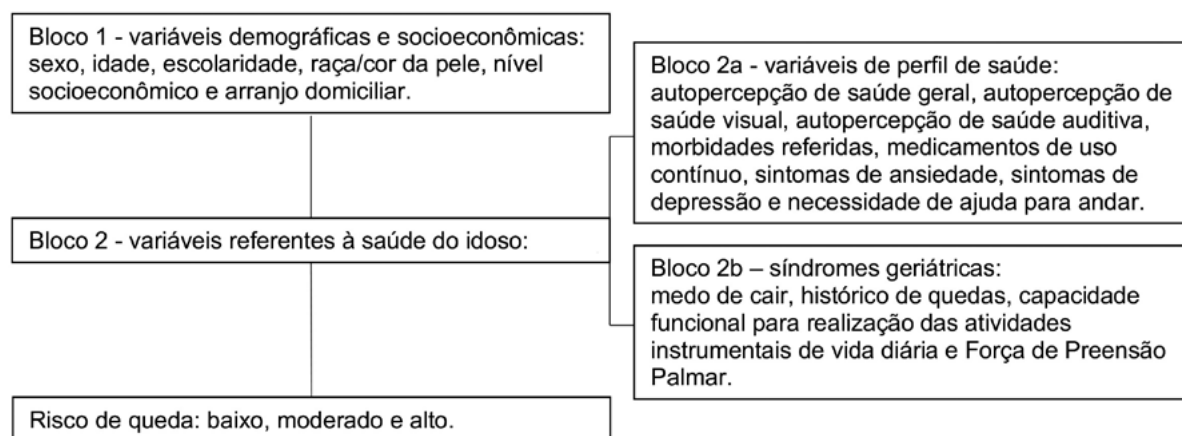 Bloco 1 - variáveis demográficas e socioeconômicas:
sexo, idade, escolaridade, raça/cor da pele, nível
socioeconômico e arranjo domiciliar.
Bloco 2a - variáveis de perfil de saúde:
autopercepção de saúde geral, autopercepção de
saúde visual, autopercepção de saúde auditiva,
morbidades referidas, medicamentos de uso
contínuo, sintomas de ansiedade, sintomas de
depressão e necessidade de ajuda para andar.
Bloco 2 - variáveis referentes à saúde do idoso:
Bloco 2b – síndromes geriátricas:
medo de cair, histórico de quedas, capacidade
funcional para realização das atividades
instrumentais de vida diária e Força de Preensão
Palmar.
Risco de queda: baixo, moderado e alto.